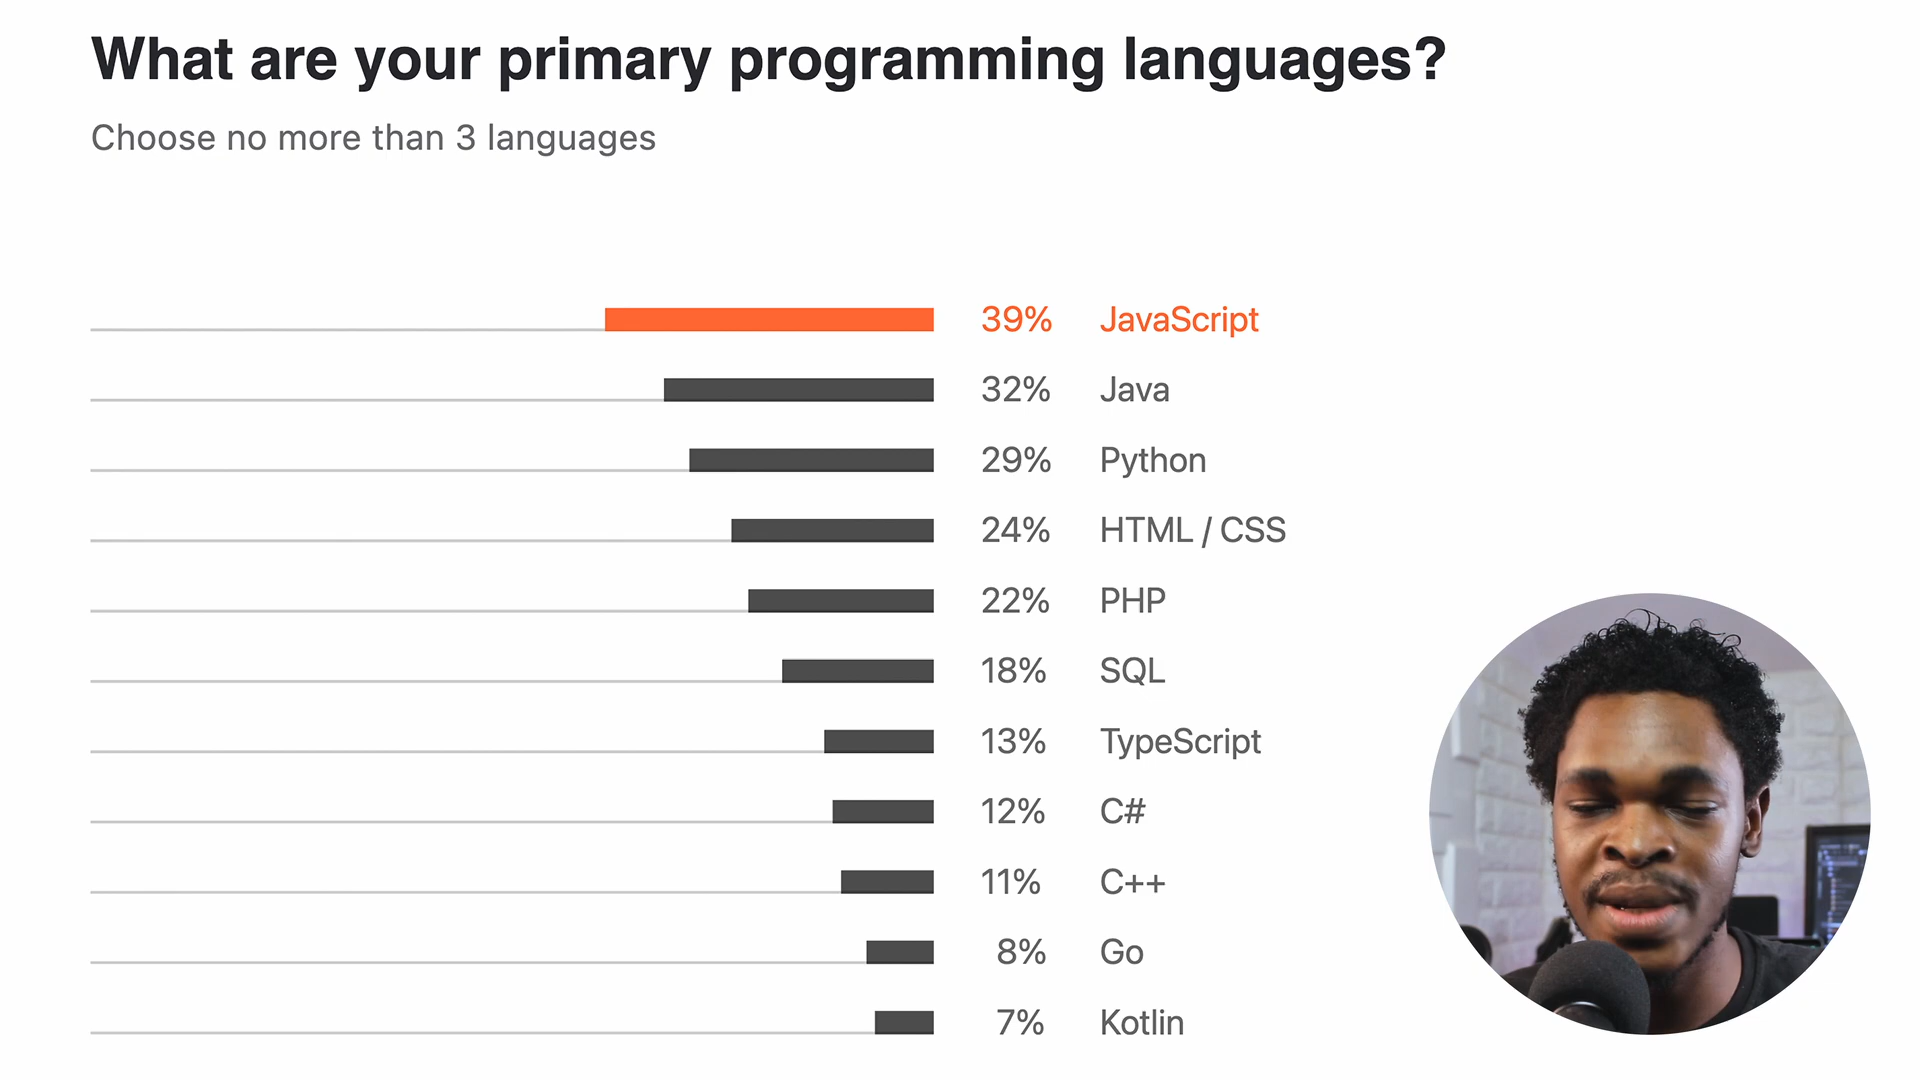 What are your primary programming languages?
Choose no more than 3 languages
39% JavaScript
32% Java
29% Python
24% HTML / CSS
22% PHP
18% SQL
13% TypeScript
12% C#
11% C++
8% Go
7% Kotlin